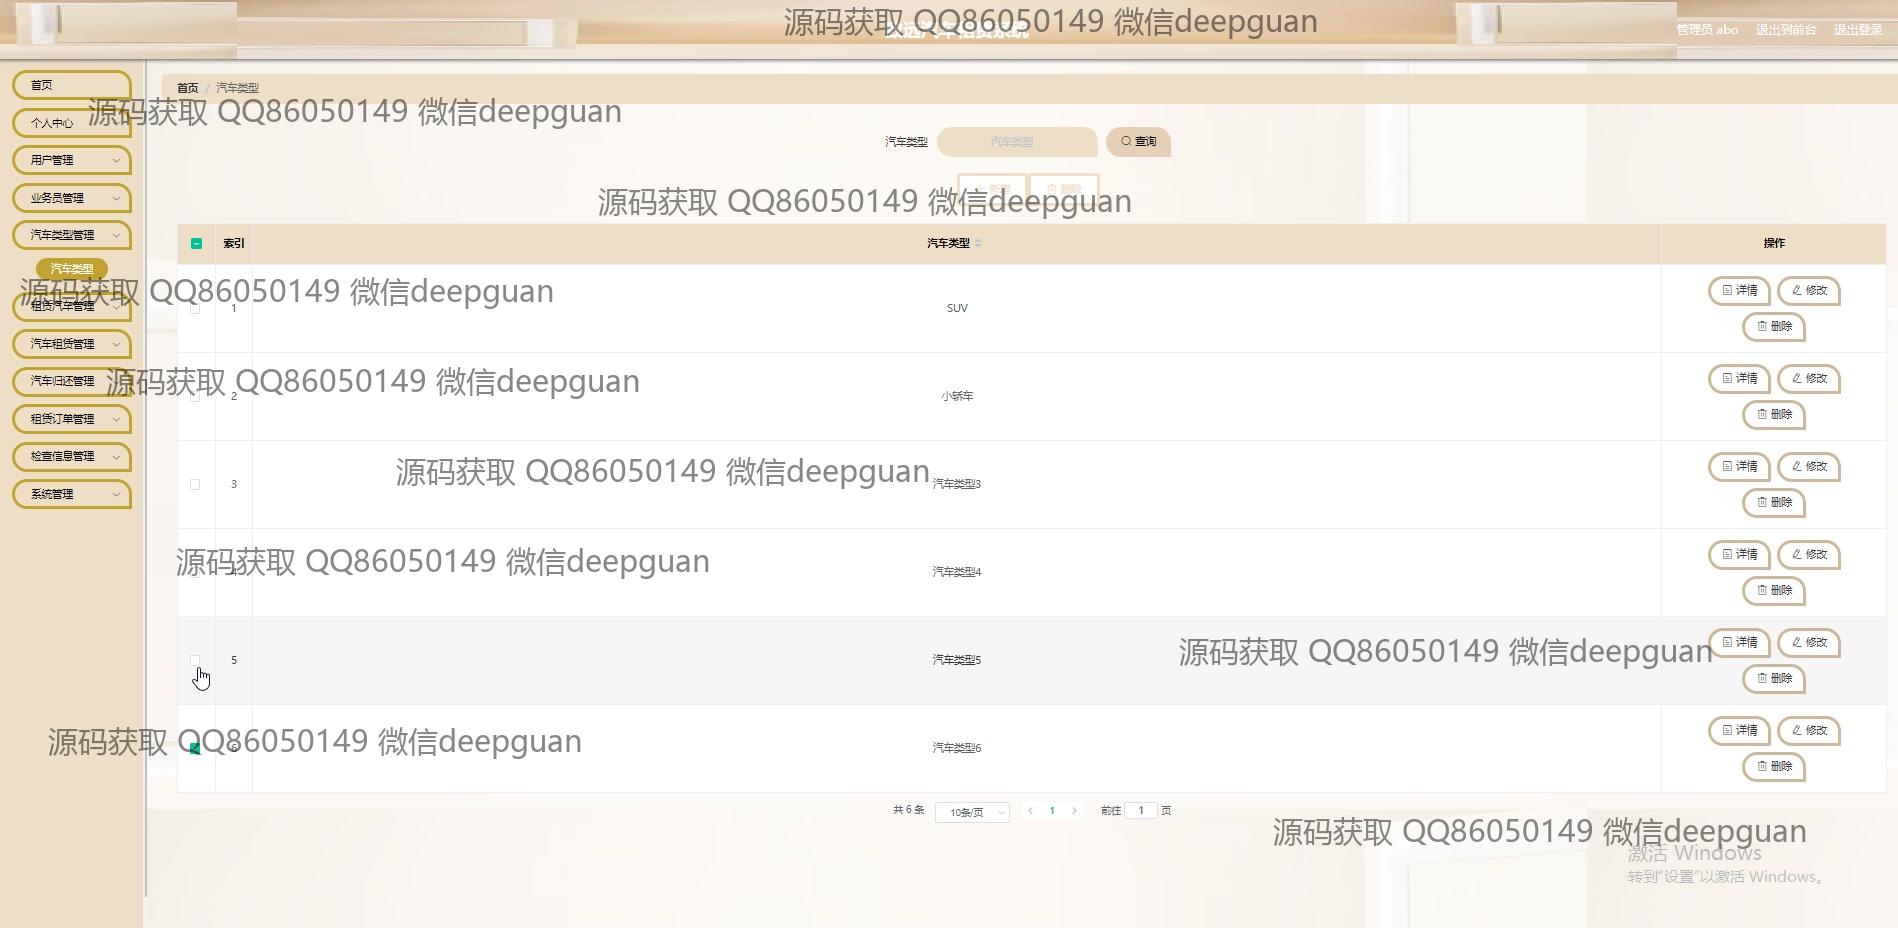 源码获取 QQ86050149 微信deepguan
管理员 abo 退出到前台 退出登录
首页
首页 / 汽车类型
源码获取 QQ86050149 微信deepguan
个人中心
汽车类型 汽车类型 查询
用户管理
新增 删除
业务员管理
源码获取 QQ86050149 微信deepguan
汽车类型管理
索引 汽车类型 操作
汽车类型
源码获取 QQ86050149 微信deepguan
租赁汽车管理
1 SUV 详情 修改
删除
汽车租赁管理
汽车归还管理
源码获取 QQ86050149 微信deepguan
2 小轿车 详情 修改
删除
租赁订单管理
检查信息管理
源码获取 QQ86050149 微信deepguan
3 汽车类型3 详情 修改
删除
系统管理
源码获取 QQ86050149 微信deepguan
4 汽车类型4 详情 修改
删除
5 汽车类型5 详情 修改
源码获取 QQ86050149 微信deepguan
删除
源码获取 QQ86050149 微信deepguan
6 汽车类型6 详情 修改
删除
共 6 条 10条/页 1 前往 1 页
源码获取 QQ86050149 微信deepguan
激活 Windows
转到“设置”以激活 Windows。